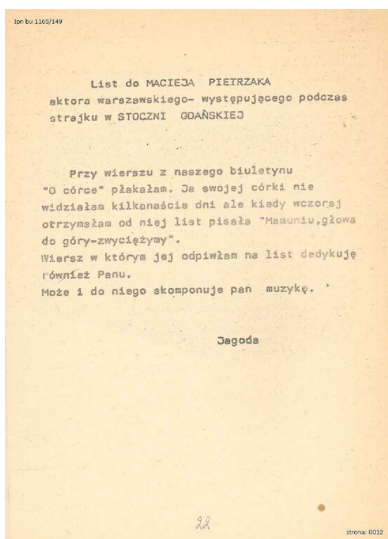 ipn bu 1165/149
List do MACIEJA PIETRZAKA
aktora warszawskiego- występującego podczas
strajku w STOCZNI GDAŃSKIEJ
Przy wierszu z naszego biuletynu
"O córce" płakałam. Ja swojej córki nie
widziałam kilkanaście dni ale kiedy wczoraj
otrzymałam od niej list pisała "Mamuniu,głowa
do góry-zwyciężymy".
Wiersz w którym jej odpiwłam na list dedykuję
również Panu.
Może i do niego skomponuje pan muzykę.
Jagoda
22
strona: 0012